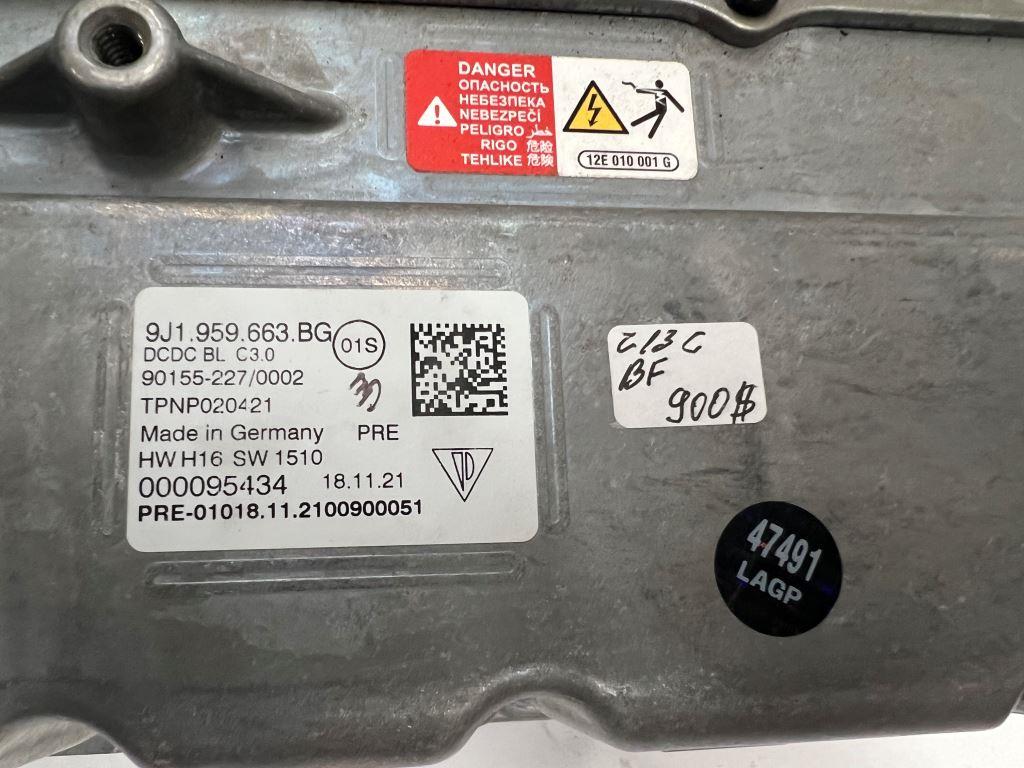 DANGER
ОПАСНОСТЬ
НЕБЕЗПЕКА
NEBEZPEČÍ
PELIGRO خطر
RIGO 危险
TEHLIKE 危険
12E 010 001 G
9J1.959.663.BG
01S
DCDC BL C3.0
90155-227/0002
TPNP020421
Made in Germany PRE
HW H16 SW 1510
000095434 18.11.21
PRE-01018.11.2100900051
BF
900$
47491
LAGP